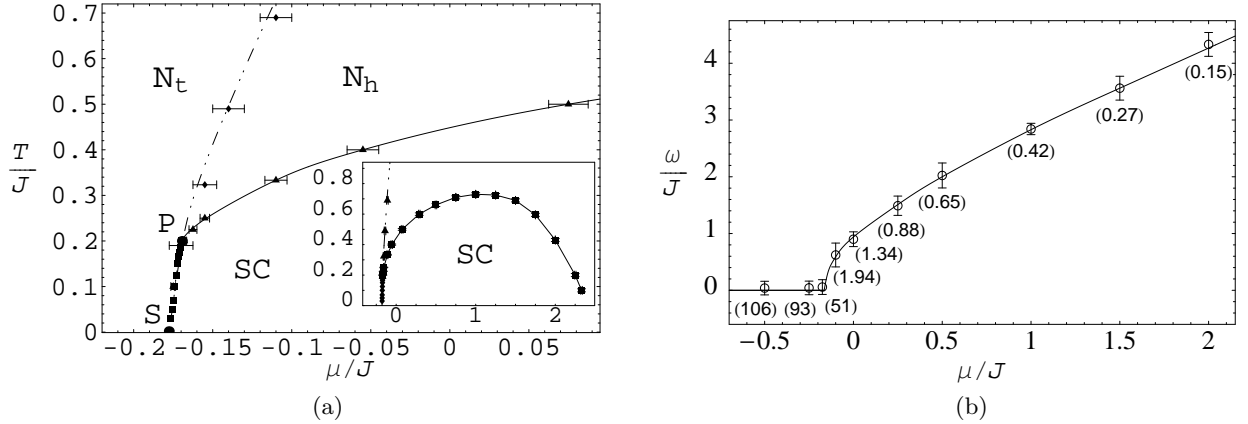 0.7
0.6
0.5
0.4
0.3
0.2
0.1
0
T/J
N_t
N_h
P
S
SC
0.8
0.6
0.4
0.2
0
SC
0 1 2
-0.2 -0.15 -0.1 -0.05 0 0.05
μ/J
(a)
4
3
2
1
0
ω/J
(0.15)
(0.27)
(0.42)
(0.65)
(0.88)
(1.34)
(1.94)
(106) (93) (51)
-0.5 0 0.5 1 1.5 2
μ/J
(b)